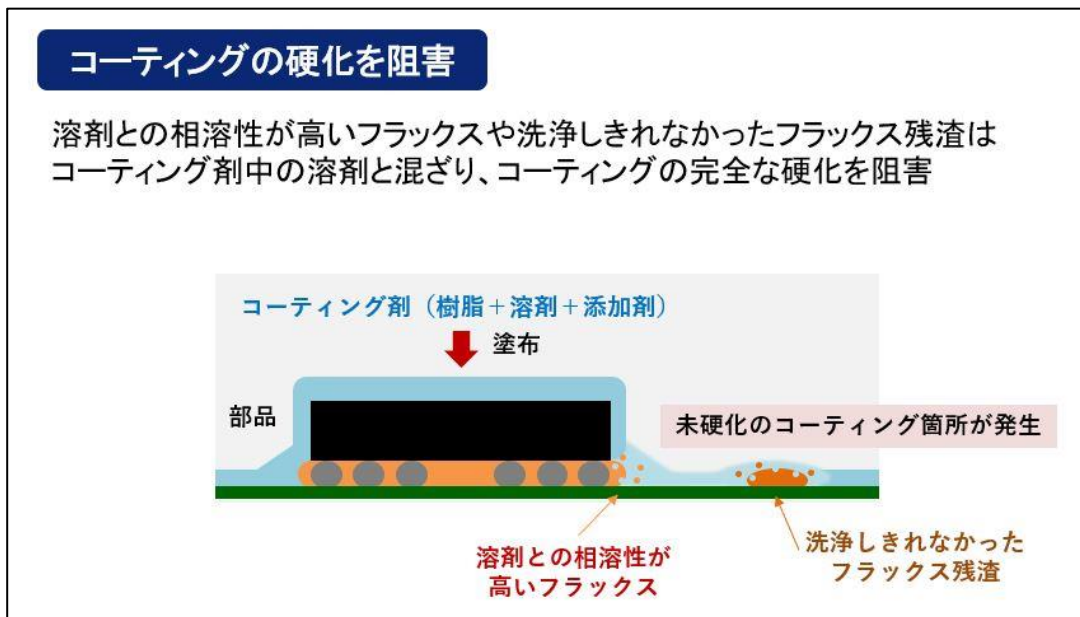 コーティングの硬化を阻害
溶剤との相溶性が高いフラックスや洗浄しきれなかったフラックス残渣は
コーティング剤中の溶剤と混ざり、コーティングの完全な硬化を阻害
コーティング剤（樹脂＋溶剤＋添加剤）
塗布
部品
未硬化のコーティング箇所が発生
溶剤との相溶性が
高いフラックス
洗浄しきれなかった
フラックス残渣